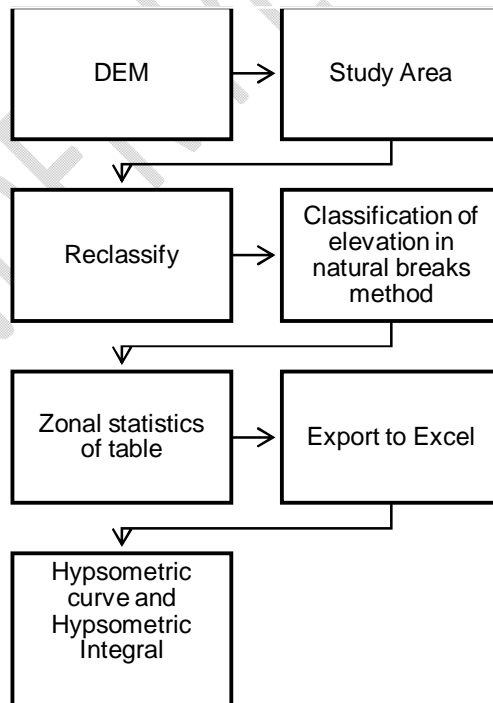 DEM
Study Area
Reclassify
Classification of
elevation in
natural breaks
method
Zonal statistics
of table
Export to Excel
Hypsometric
curve and
Hypsometric
Integral